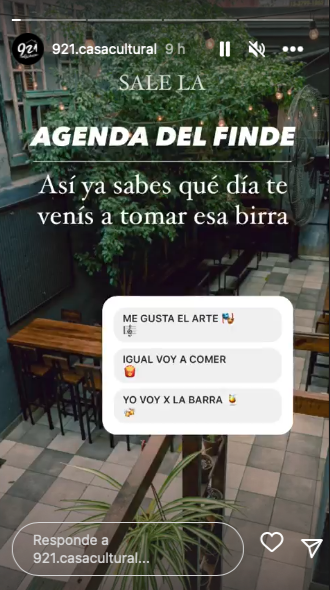 921
921.casacultural 9 h
SALE LA
AGENDA DEL FINDE
Así ya sabes qué día te
venís a tomar esa birra
ME GUSTA EL ARTE
IGUAL VOY A COMER
YO VOY X LA BARRA
Responde a
921.casacultural...